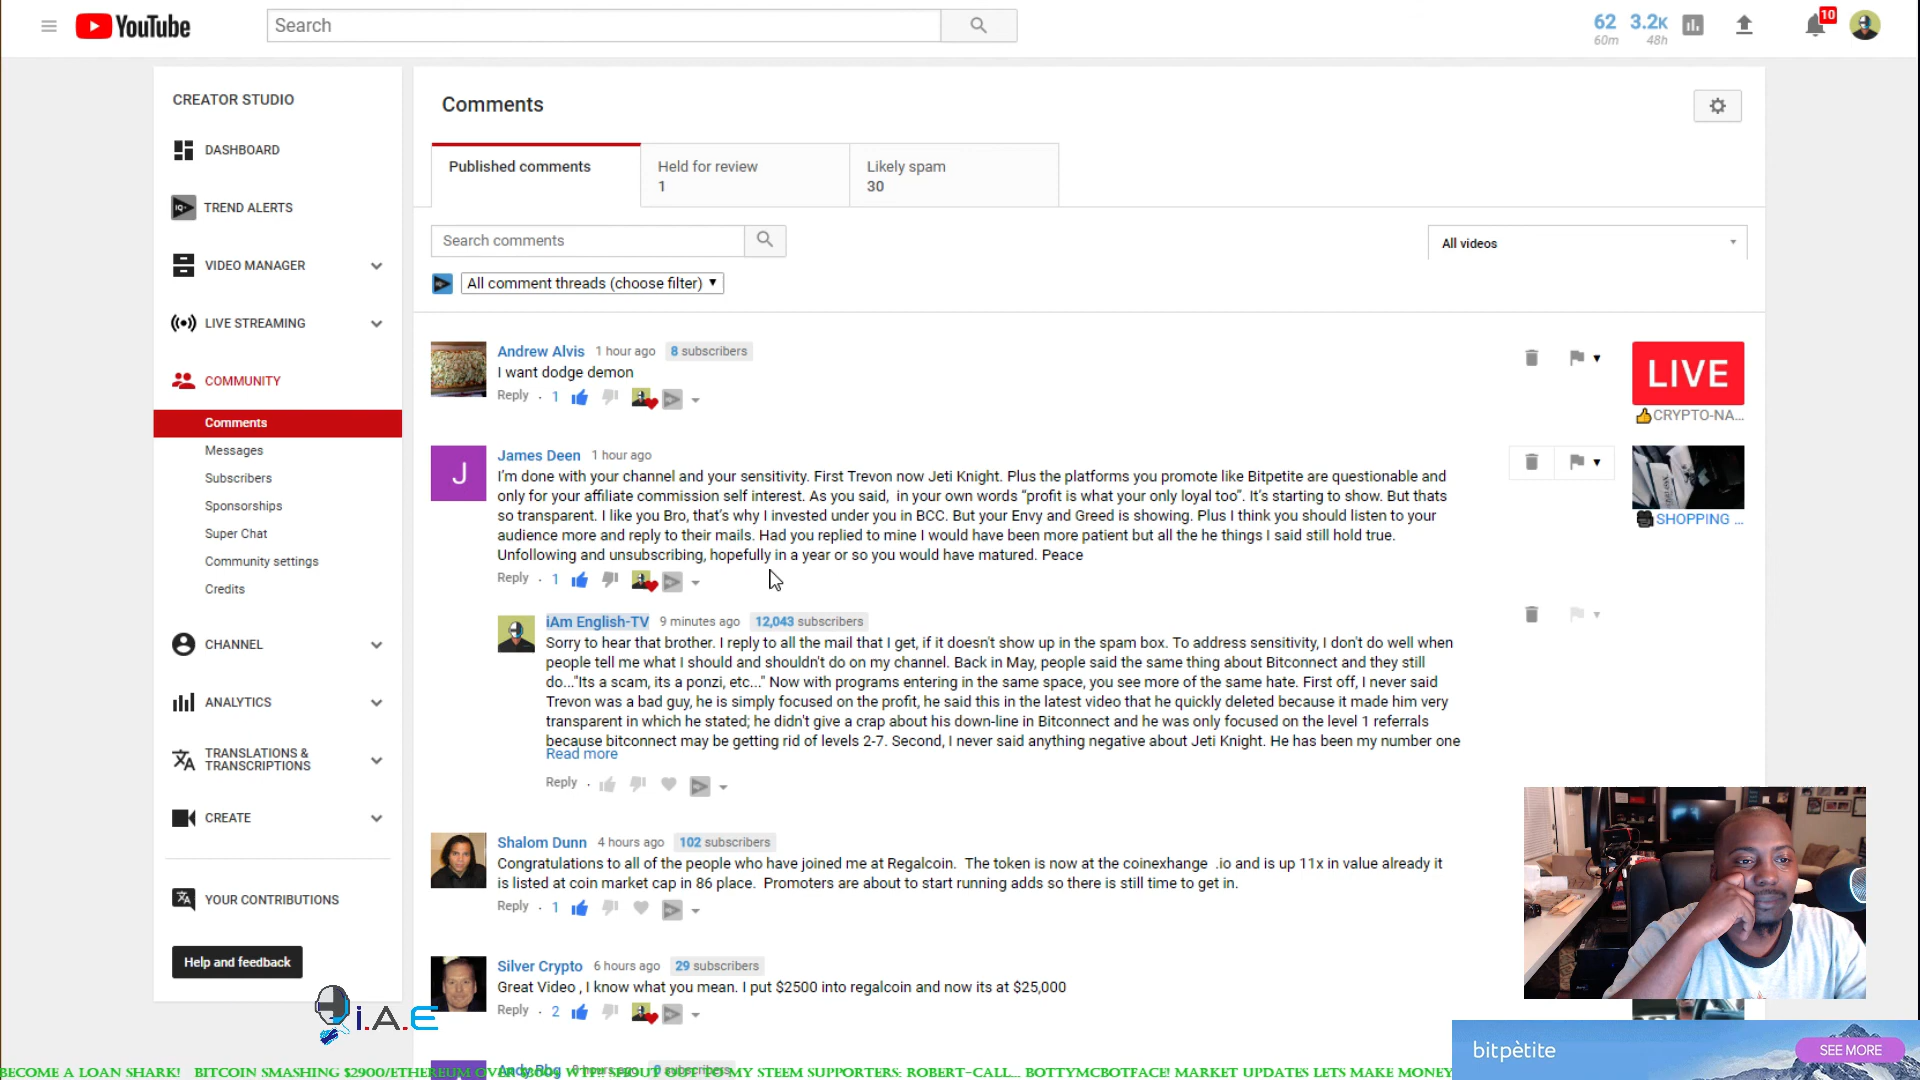 YouTube
Search
62
60m
3.2K
48h
10
CREATOR STUDIO
DASHBOARD
TREND ALERTS
VIDEO MANAGER
LIVE STREAMING
COMMUNITY
Comments
Messages
Subscribers
Sponsorships
Super Chat
Community settings
Credits
CHANNEL
ANALYTICS
TRANSLATIONS &
TRANSCRIPTIONS
CREATE
YOUR CONTRIBUTIONS
Help and feedback
i.A.E
Comments
Published comments
Held for review
1
Likely spam
30
Search comments
All videos
All comment threads (choose filter)
Andrew Alvis 1 hour ago 8 subscribers
I want dodge demon
Reply · 1
LIVE
CRYPTO-NA...
J
James Deen 1 hour ago
I'm done with your channel and your sensitivity. First Trevon now Jeti Knight. Plus the platforms you promote like Bitpetite are questionable and
only for your affiliate commission self interest. As you said, in your own words “profit is what your only loyal too”. It's starting to show. But thats
so transparent. I like you Bro, that's why I invested under you in BCC. But your Envy and Greed is showing. Plus I think you should listen to your
audience more and reply to their mails. Had you replied to mine I would have been more patient but all the he things I said still hold true.
Unfollowing and unsubscribing, hopefully in a year or so you would have matured. Peace
Reply · 1
SHOPPING ...
iAm English-TV 9 minutes ago 12,043 subscribers
Sorry to hear that brother. I reply to all the mail that I get, if it doesn't show up in the spam box. To address sensitivity, I don't do well when
people tell me what I should and shouldn't do on my channel. Back in May, people said the same thing about Bitconnect and they still
do..."Its a scam, its a ponzi, etc..." Now with programs entering in the same space, you see more of the same hate. First off, I never said
Trevon was a bad guy, he is simply focused on the profit, he said this in the latest video that he quickly deleted because it made him very
transparent in which he stated; he didn't give a crap about his down-line in Bitconnect and he was only focused on the level 1 referrals
because bitconnect may be getting rid of levels 2-7. Second, I never said anything negative about Jeti Knight. He has been my number one
Read more
Reply ·
Shalom Dunn 4 hours ago 102 subscribers
Congratulations to all of the people who have joined me at Regalcoin. The token is now at the coinexhange .io and is up 11x in value already it
is listed at coin market cap in 86 place. Promoters are about to start running adds so there is still time to get in.
Reply · 1
Silver Crypto 6 hours ago 29 subscribers
Great Video , I know what you mean. I put $2500 into regalcoin and now its at $25,000
Reply · 2
bitpètite
SEE MORE
BECOME A LOAN SHARK! BITCOIN SMASHING $2900/ETHEREUM OVER WTF! SHOUT OUT TO MY STEEM SUPPORTERS: ROBERT-CALL... BOTTYMCBOTFACE! MARKET UPDATES LETS MAKE MONEY